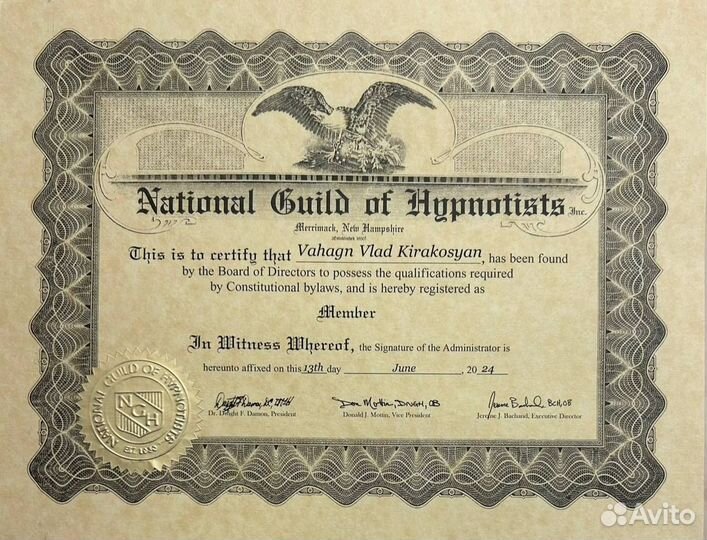 National Guild of Hypnotists, Inc.
Merrimack, New Hampshire
This is to certify that Vahagn Vlad Kirakosyan, has been found
by the Board of Directors to possess the qualifications required
by Constitutional bylaws, and is hereby registered as
Member
In Witness Whereof, the Signature of the Administrator is
hereunto affixed on this 13th day June, 2024
Dr. Dwight F. Damon, President
Donald J. Mottin, Vice President
Jereme J. Bachand, Executive Director
NATIONAL GUILD OF HYPNOTISTS
NGH
Avito